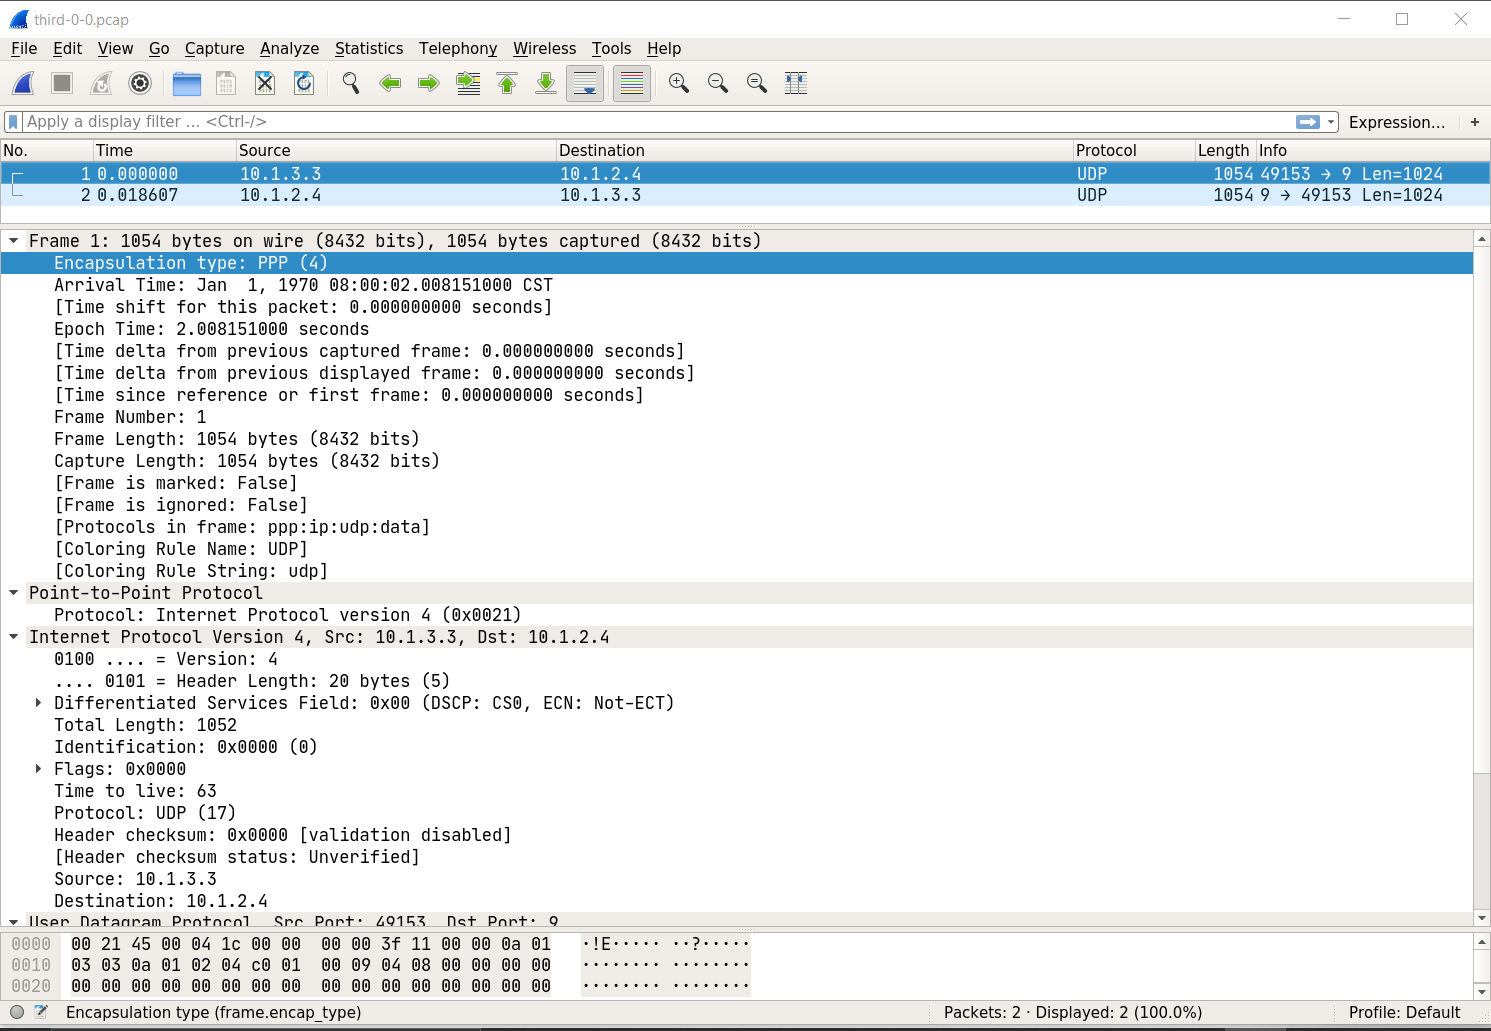 third-0-0.pcap
File Edit View Go Capture Analyze Statistics Telephony Wireless Tools Help
Apply a display filter … <Ctrl-/> Expression… +
No. Time Source Destination Protocol Length Info
1 0.000000 10.1.3.3 10.1.2.4 UDP 1054 49153 → 9 Len=1024
2 0.018607 10.1.2.4 10.1.3.3 UDP 1054 9 → 49153 Len=1024
Frame 1: 1054 bytes on wire (8432 bits), 1054 bytes captured (8432 bits)
Encapsulation type: PPP (4)
Arrival Time: Jan  1, 1970 08:00:02.008151000 CST
[Time shift for this packet: 0.000000000 seconds]
Epoch Time: 2.008151000 seconds
[Time delta from previous captured frame: 0.000000000 seconds]
[Time delta from previous displayed frame: 0.000000000 seconds]
[Time since reference or first frame: 0.000000000 seconds]
Frame Number: 1
Frame Length: 1054 bytes (8432 bits)
Capture Length: 1054 bytes (8432 bits)
[Frame is marked: False]
[Frame is ignored: False]
[Protocols in frame: ppp:ip:udp:data]
[Coloring Rule Name: UDP]
[Coloring Rule String: udp]
Point-to-Point Protocol
Protocol: Internet Protocol version 4 (0x0021)
Internet Protocol Version 4, Src: 10.1.3.3, Dst: 10.1.2.4
0100 .... = Version: 4
.... 0101 = Header Length: 20 bytes (5)
Differentiated Services Field: 0x00 (DSCP: CS0, ECN: Not-ECT)
Total Length: 1052
Identification: 0x0000 (0)
Flags: 0x0000
Time to live: 63
Protocol: UDP (17)
Header checksum: 0x0000 [validation disabled]
[Header checksum status: Unverified]
Source: 10.1.3.3
Destination: 10.1.2.4
User Datagram Protocol, Src Port: 49153, Dst Port: 9
0000 00 21 45 00 04 1c 00 00 00 00 3f 11 00 00 0a 01 ·!E····· ··?·····
0010 03 03 0a 01 02 04 c0 01 00 09 04 08 00 00 00 00 ········ ········
0020 00 00 00 00 00 00 00 00 00 00 00 00 00 00 00 00 ········ ········
Encapsulation type (frame.encap_type) Packets: 2 · Displayed: 2 (100.0%) Profile: Default